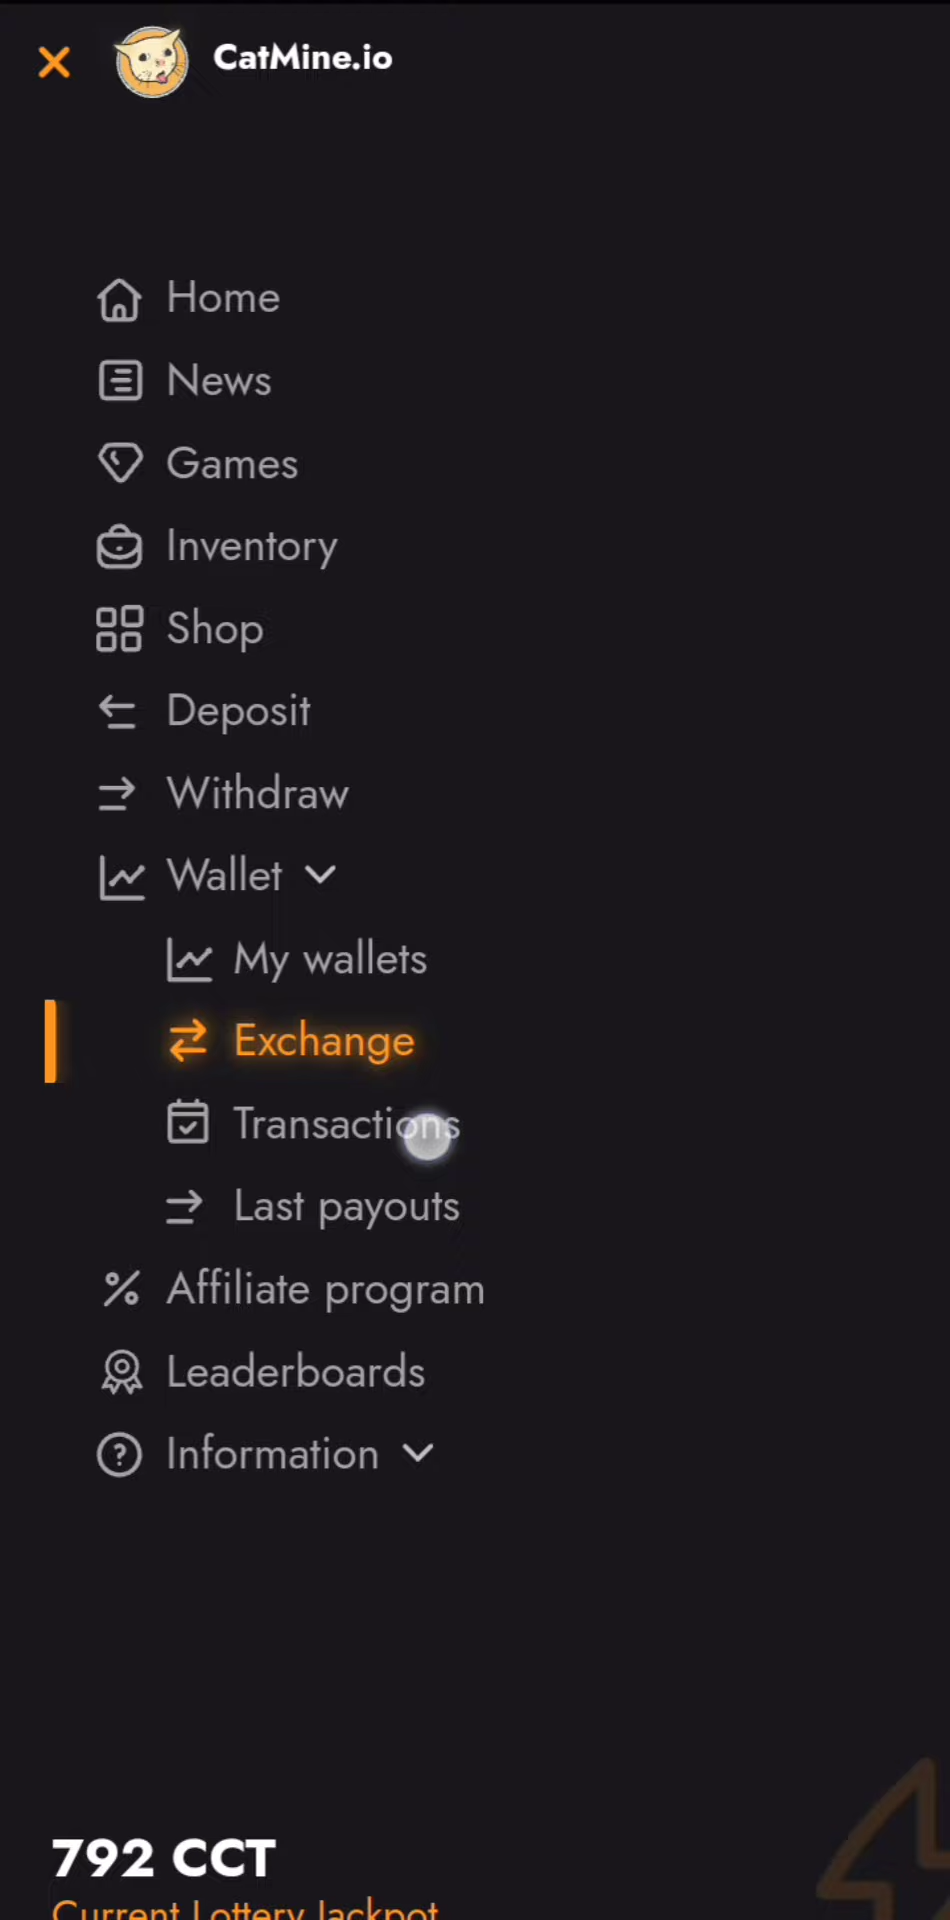 CatMine.io
Home
News
Games
Inventory
Shop
Deposit
Withdraw
Wallet
My wallets
Exchange
Transactions
Last payouts
Affiliate program
Leaderboards
Information
792 CCT
Current Lottery Jackpot